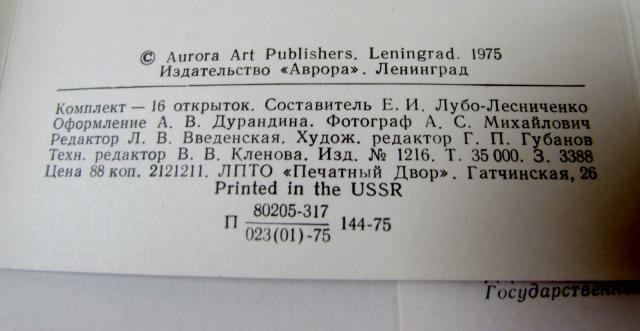 © Aurora Art Publishers. Leningrad. 1975
Издательство «Аврора». Ленинград
Комплект — 16 открыток. Составитель Е. И. Лубо-Лесниченко
Оформление А. В. Дурандина. Фотограф А. С. Михайлович
Редактор Л. В. Введенская. Худож. редактор Г. П. Губанов
Техн. редактор В. В. Кленова. Изд. № 1216. Т. 35 000. З. 3388
Цена 88 коп. 2121211. ЛПТО «Печатный Двор». Гатчинская, 26
Printed in the USSR
80205-317
П 144-75
023(01)-75